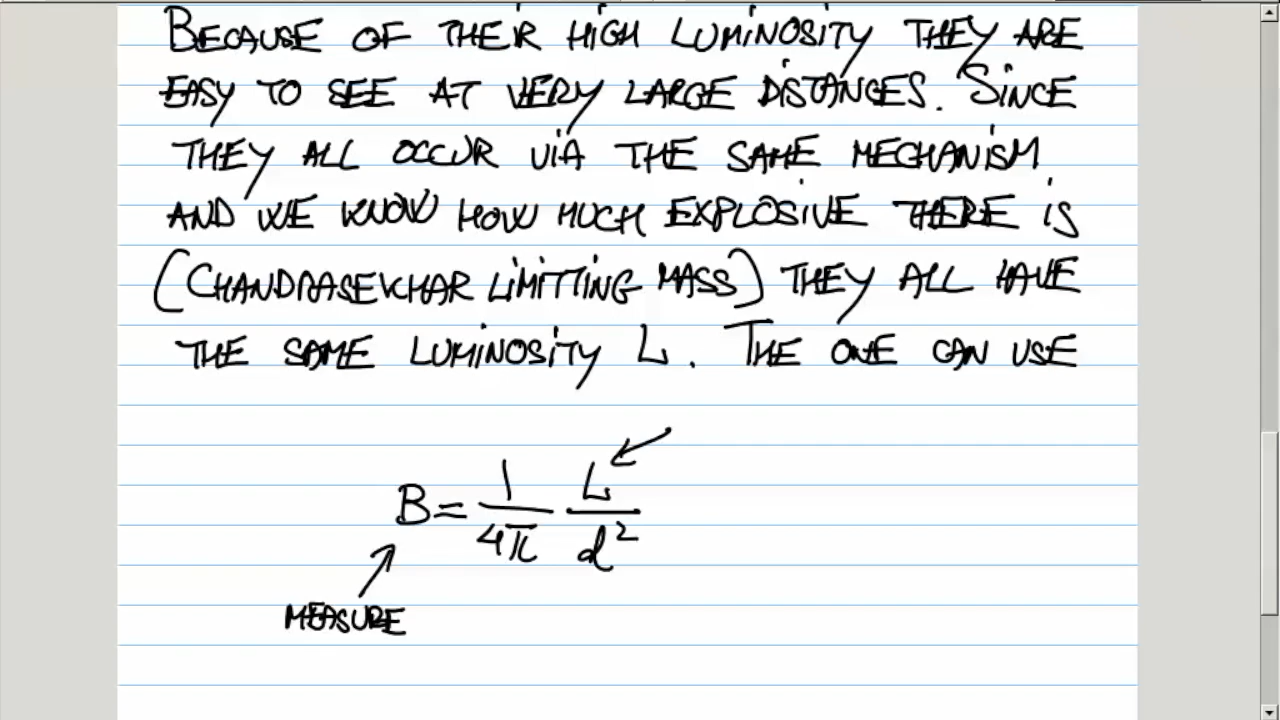 BECAUSE OF THEIR HIGH LUMINOSITY THEY ARE
EASY TO SEE AT VERY LARGE DISTANCES. SINCE
THEY ALL OCCUR VIA THE SAME MECHANISM
AND WE KNOW HOW MUCH EXPLOSIVE THERE IS
(CHANDRASEKHAR LIMITTING MASS) THEY ALL HAVE
THE SAME LUMINOSITY L. THE ONE CAN USE
B = 1/4π L/d²
MEASURE